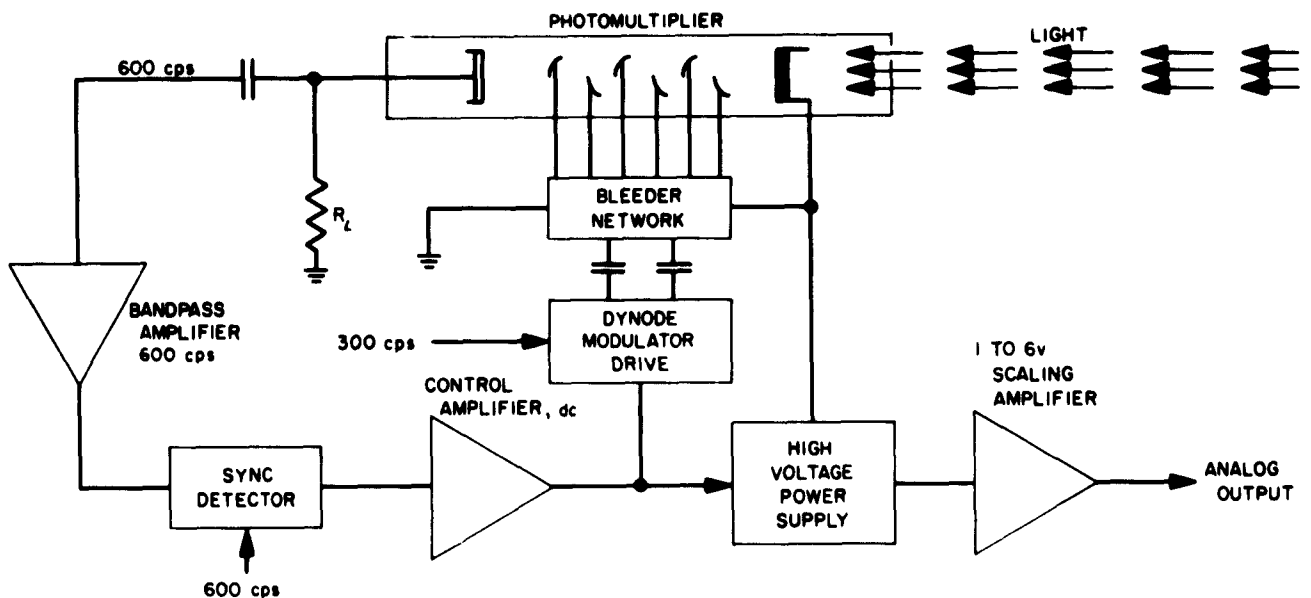 PHOTOMULTIPLIER
LIGHT
600 cps
R_L
BLEEDER
NETWORK
BANDPASS
AMPLIFIER
600 cps
300 cps
DYNODE
MODULATOR
DRIVE
1 TO 6v
SCALING
AMPLIFIER
CONTROL
AMPLIFIER, dc
SYNC
DETECTOR
HIGH
VOLTAGE
POWER
SUPPLY
ANALOG
OUTPUT
600 cps